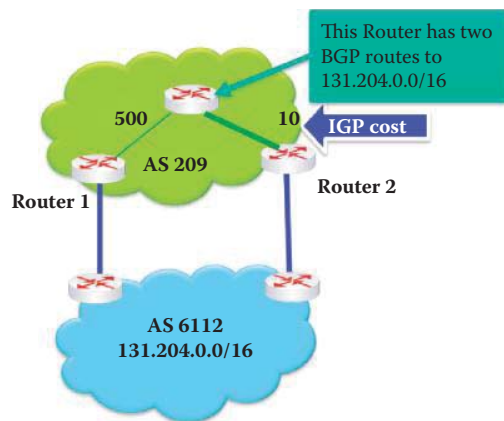 This Router has two
BGP routes to
131.204.0.0/16
500
10
IGP cost
AS 209
Router 1
Router 2
AS 6112
131.204.0.0/16